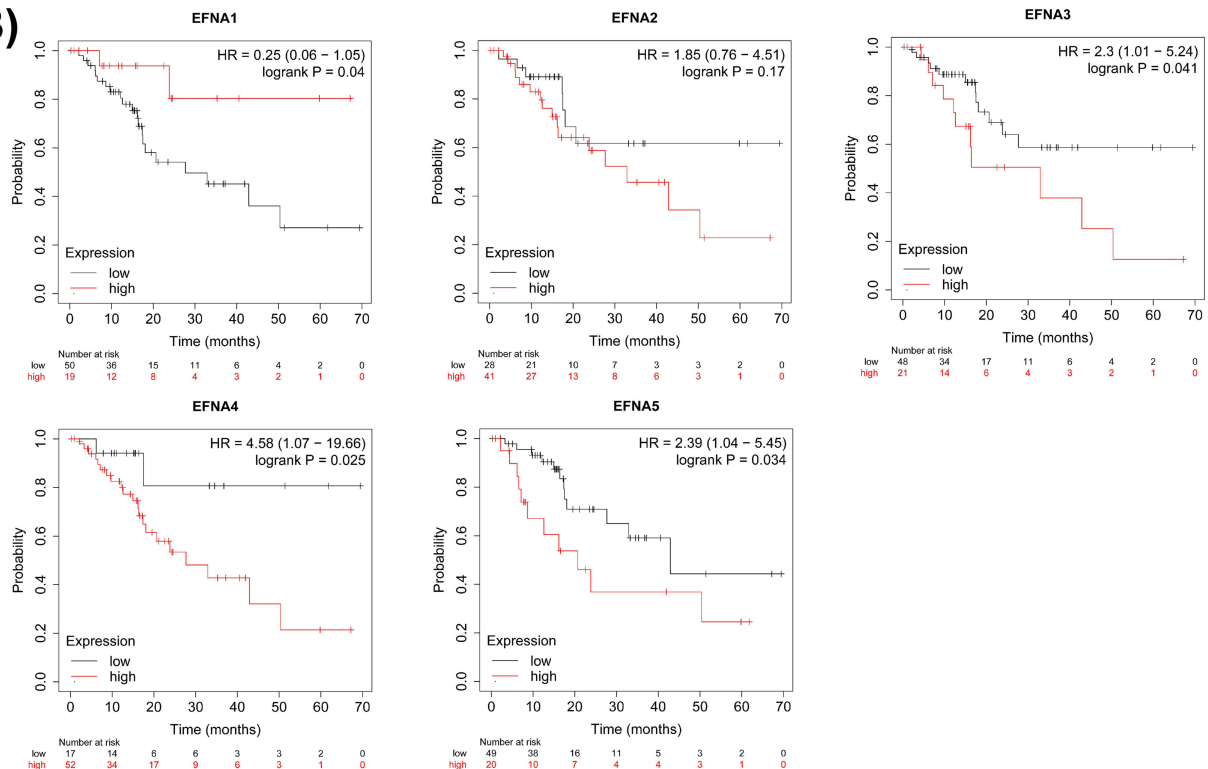 B)
EFNA1
HR = 0.25 (0.06 − 1.05)
logrank P = 0.04
Probability
1.0
0.8
0.6
0.4
0.2
0.0
Expression
low
high
0 10 20 30 40 50 60 70
Time (months)
Number at risk
low 50 36 15 11 6 4 2 0
high 19 12 8 4 3 2 1 0
EFNA2
HR = 1.85 (0.76 − 4.51)
logrank P = 0.17
Probability
1.0
0.8
0.6
0.4
0.2
0.0
Expression
low
high
0 10 20 30 40 50 60 70
Time (months)
Number at risk
low 28 21 10 7 3 3 2 0
high 41 27 13 8 6 3 1 0
EFNA3
HR = 2.3 (1.01 − 5.24)
logrank P = 0.041
Probability
1.0
0.8
0.6
0.4
0.2
0.0
Expression
low
high
0 10 20 30 40 50 60 70
Time (months)
Number at risk
low 48 34 17 11 6 4 2 0
high 21 14 6 4 3 2 1 0
EFNA4
HR = 4.58 (1.07 − 19.66)
logrank P = 0.025
Probability
1.0
0.8
0.6
0.4
0.2
0.0
Expression
low
high
0 10 20 30 40 50 60 70
Time (months)
Number at risk
low 17 14 6 6 3 3 2 0
high 52 34 17 9 6 3 1 0
EFNA5
HR = 2.39 (1.04 − 5.45)
logrank P = 0.034
Probability
1.0
0.8
0.6
0.4
0.2
0.0
Expression
low
high
0 10 20 30 40 50 60 70
Time (months)
Number at risk
low 49 38 16 11 5 3 2 0
high 20 10 7 4 4 3 1 0